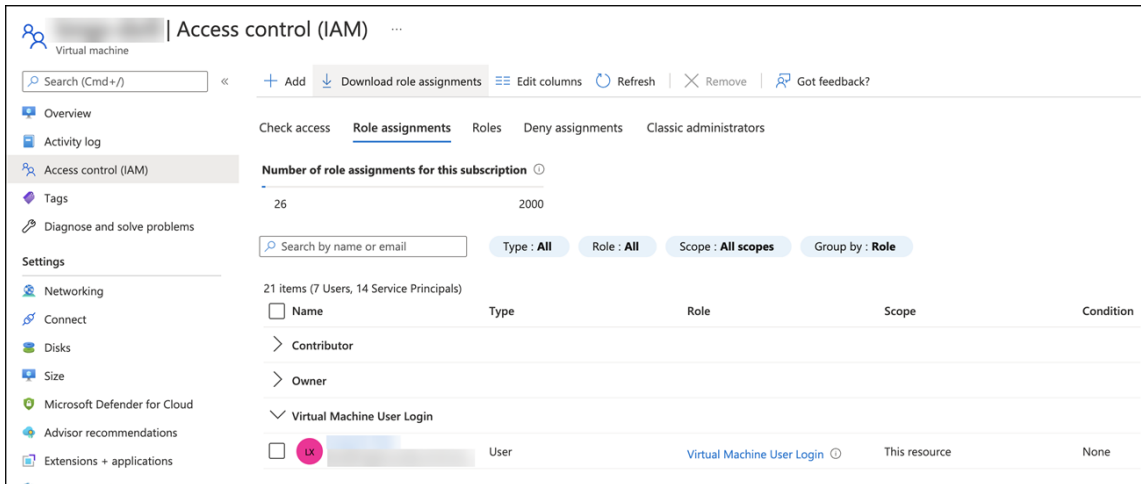 | Access control (IAM) ...
Virtual machine
Search (Cmd+/)
«
Add
Download role assignments
Edit columns
Refresh
Remove
Got feedback?
Overview
Activity log
Access control (IAM)
Tags
Diagnose and solve problems
Settings
Networking
Connect
Disks
Size
Microsoft Defender for Cloud
Advisor recommendations
Extensions + applications
Check access Role assignments Roles Deny assignments Classic administrators
Number of role assignments for this subscription
26 2000
Search by name or email
Type : All
Role : All
Scope : All scopes
Group by : Role
21 items (7 Users, 14 Service Principals)
Name Type Role Scope Condition
Contributor
Owner
Virtual Machine User Login
LX User Virtual Machine User Login This resource None